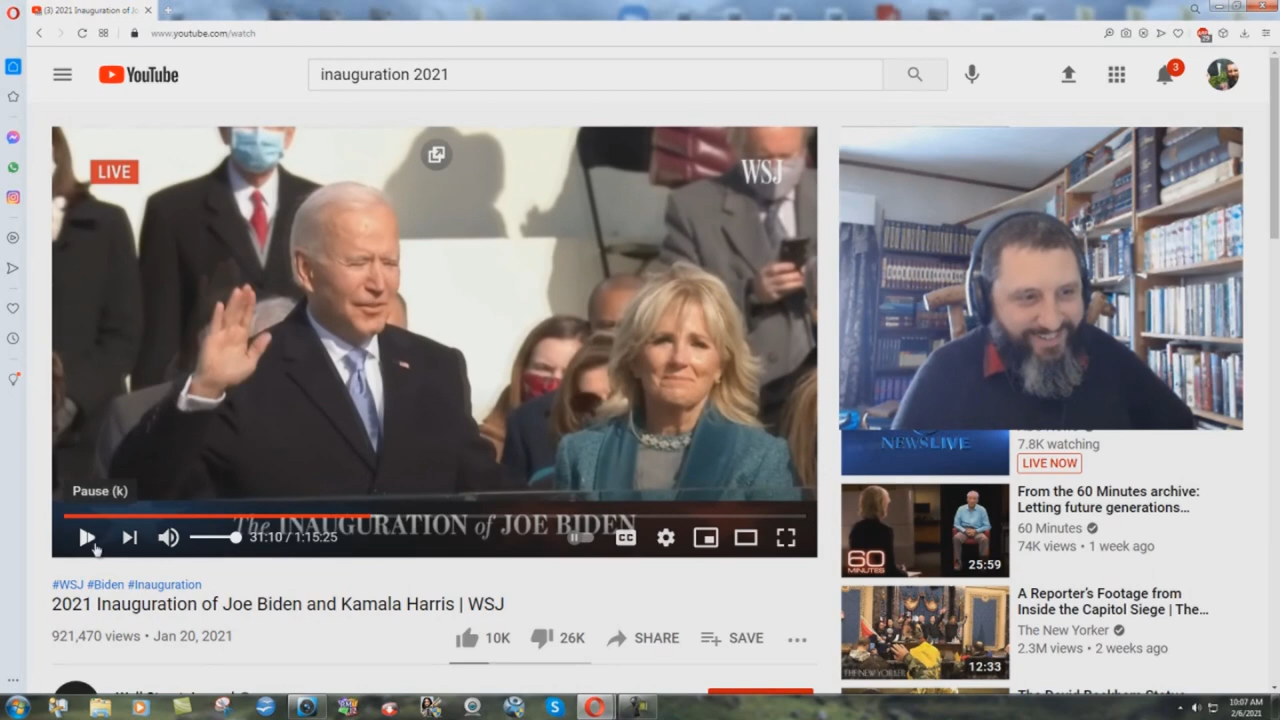 (3) 2021 Inauguration of Jo
www.youtube.com/watch
YouTube
inauguration 2021
3
LIVE
WSJ
Pause (k)
The INAUGURATION of JOE BIDEN
31:10 / 1:15:25
CC
#WSJ #Biden #Inauguration
2021 Inauguration of Joe Biden and Kamala Harris | WSJ
921,470 views • Jan 20, 2021
10K
26K
SHARE
SAVE
NEWSLIVE
7.8K watching
LIVE NOW
60
MINUTES
25:59
From the 60 Minutes archive:
Letting future generations…
60 Minutes
74K views • 1 week ago
THE NEW YORKER
12:33
A Reporter's Footage from
Inside the Capitol Siege | The…
The New Yorker
2.3M views • 2 weeks ago
10:07 AM
2/6/2021